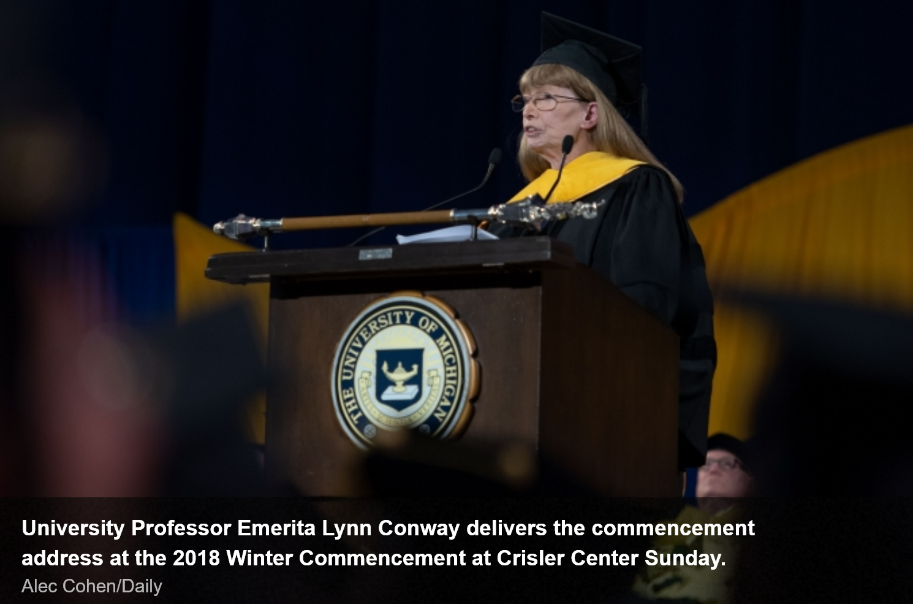 THE UNIVERSITY OF MICHIGAN
University Professor Emerita Lynn Conway delivers the commencement
address at the 2018 Winter Commencement at Crisler Center Sunday.
Alec Cohen/Daily